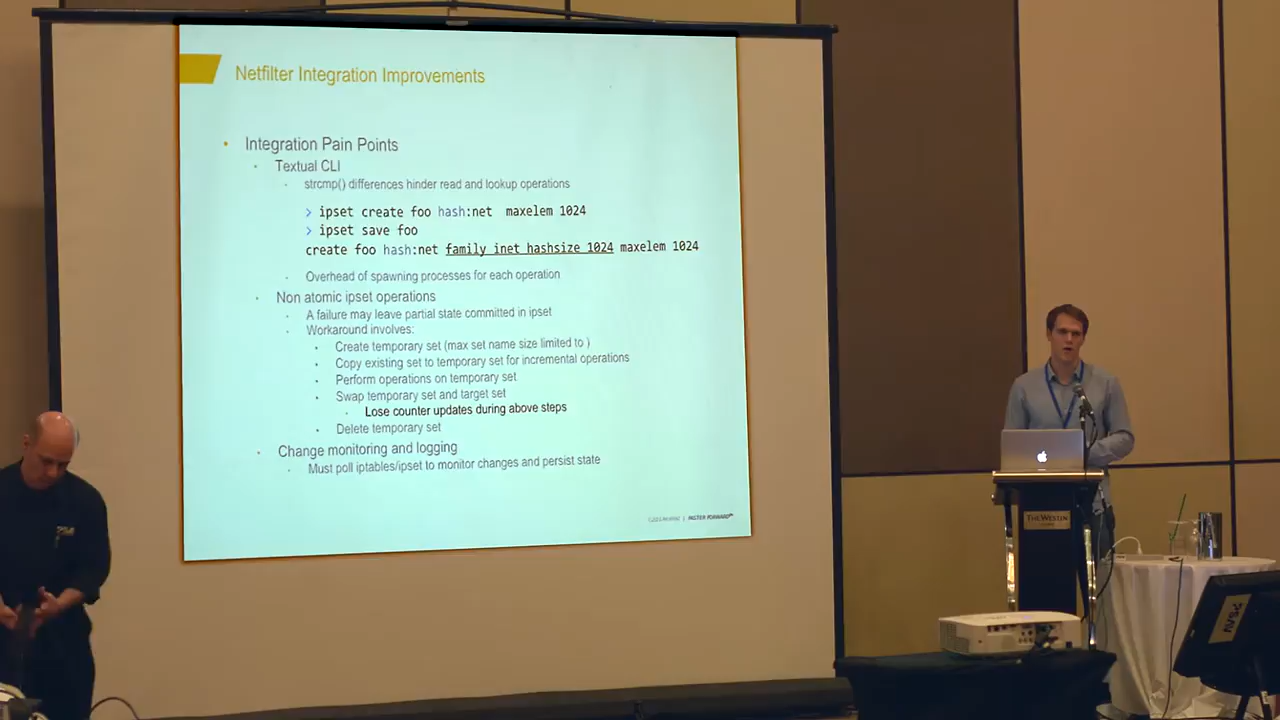 Netfilter Integration Improvements
• Integration Pain Points
• Textual CLI
• strcmp() differences hinder read and lookup operations
> ipset create foo hash:net maxelem 1024
> ipset save foo
create foo hash:net family inet hashsize 1024 maxelem 1024
• Overhead of spawning processes for each operation
• Non atomic ipset operations
• A failure may leave partial state committed in ipset
• Workaround involves:
• Create temporary set (max set name size limited to )
• Copy existing set to temporary set for incremental operations
• Perform operations on temporary set
• Swap temporary set and target set
• Lose counter updates during above steps
• Delete temporary set
• Change monitoring and logging
• Must poll iptables/ipset to monitor changes and persist state
| FASTER FORWARD
THE WESTIN
AVSM